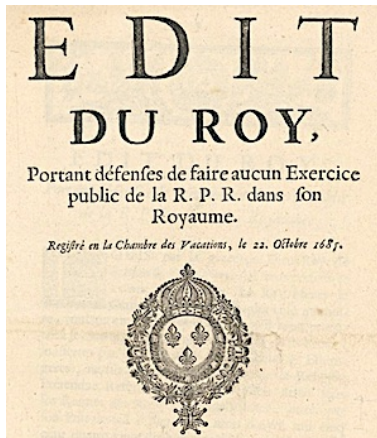 EDIT
DU ROY,
Portant défenſes de faire aucun Exercice
public de la R. P. R. dans ſon
Royaume.
Regiſtré en la Chambre des Vacations, le 22. Octobre 1685.